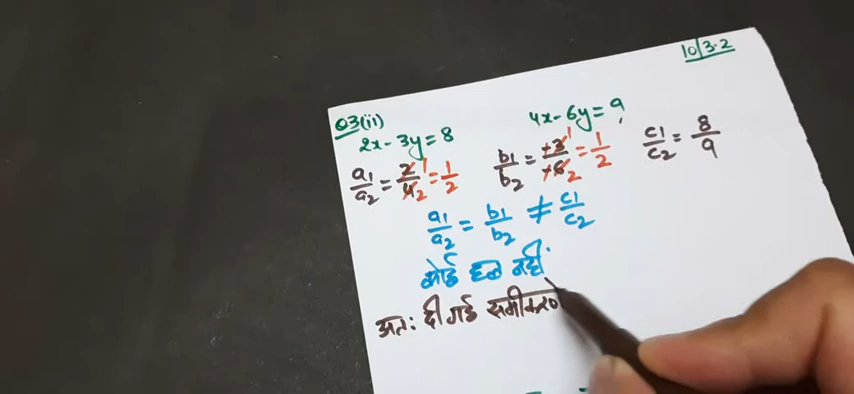 10|3.2
Q3(ii)
2x-3y=8
4x-6y=9,
a1/a2 = 2/4 = 1/2
b1/b2 = -3/-6 = 1/2
c1/c2 = 8/9
a1/a2 = b1/b2 ≠ c1/c2
कोई हल नहीं
अतः दी गई समीकरण